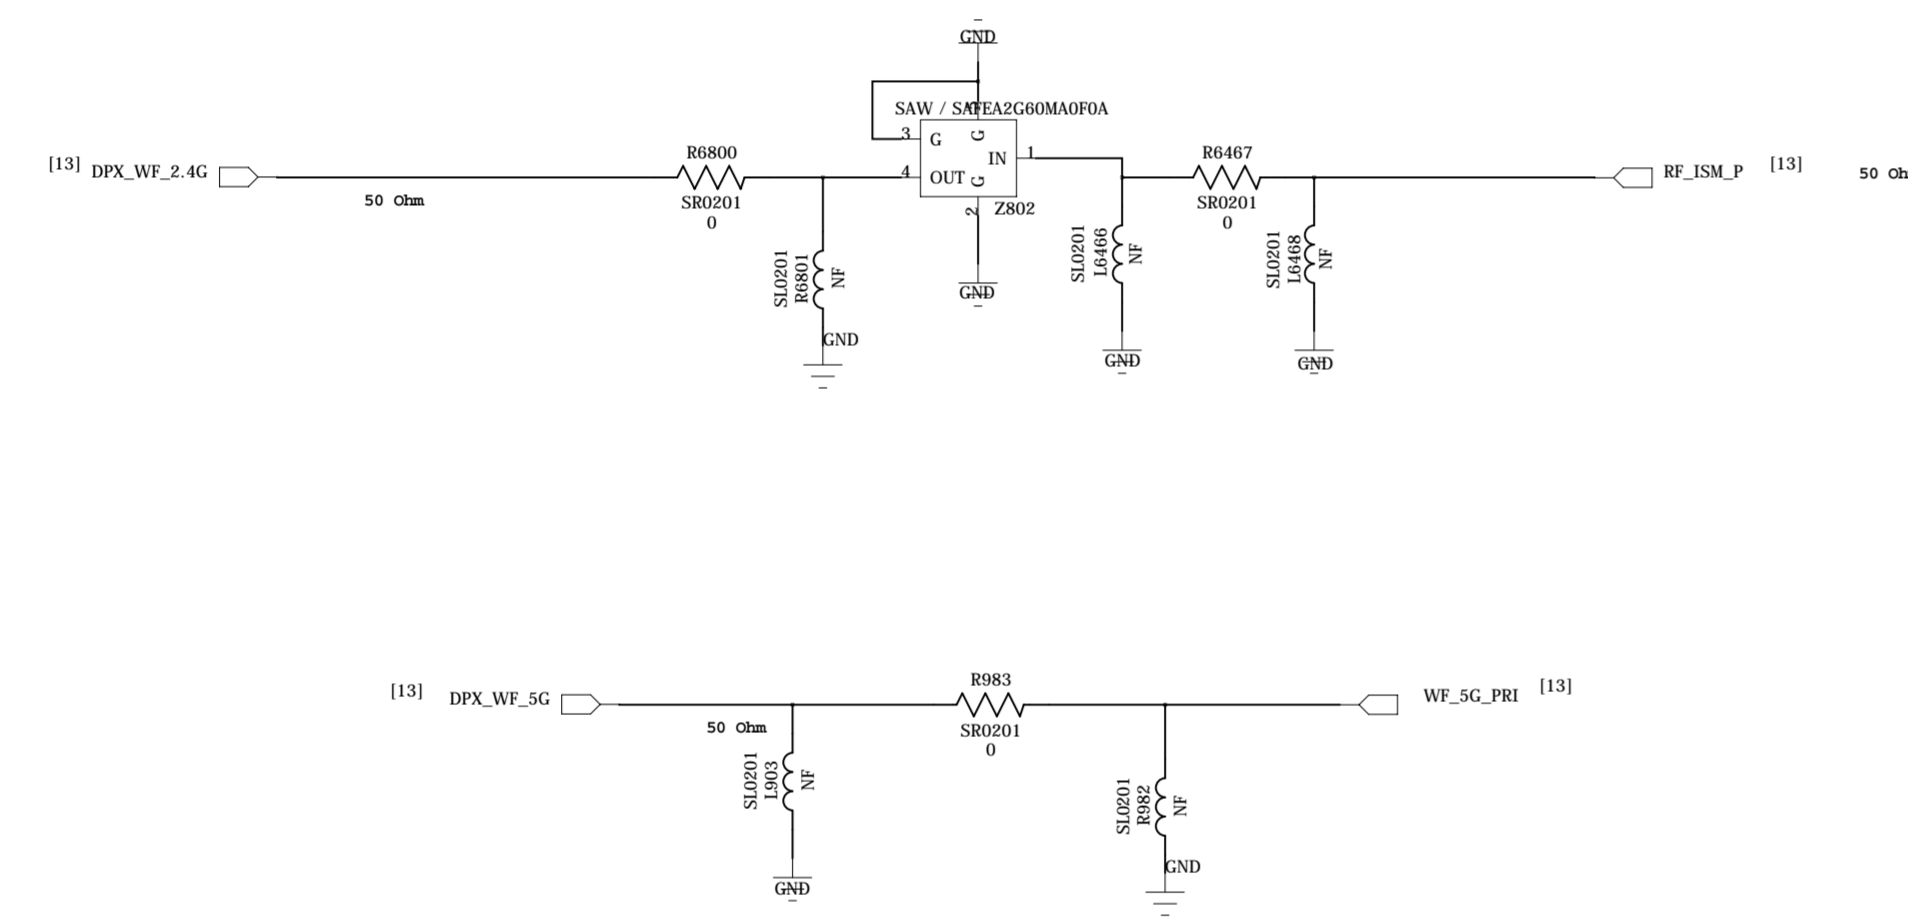 GND
SAW / SAFEA2G60MA0F0A
3
G
G
IN
1
[13]
DPX_WF_2.4G
50 Ohm
R6800
SR0201
0
4
OUT
G
2
Z802
R6467
SR0201
0
RF_ISM_P
[13]
50 Oh
SL0201
R6801
NF
GND
GND
SL0201
L6466
NF
GND
SL0201
L6468
NF
GND
[13]
DPX_WF_5G
50 Ohm
R983
SR0201
0
WF_5G_PRI
[13]
SL0201
L903
NF
GND
SL0201
R982
NF
GND